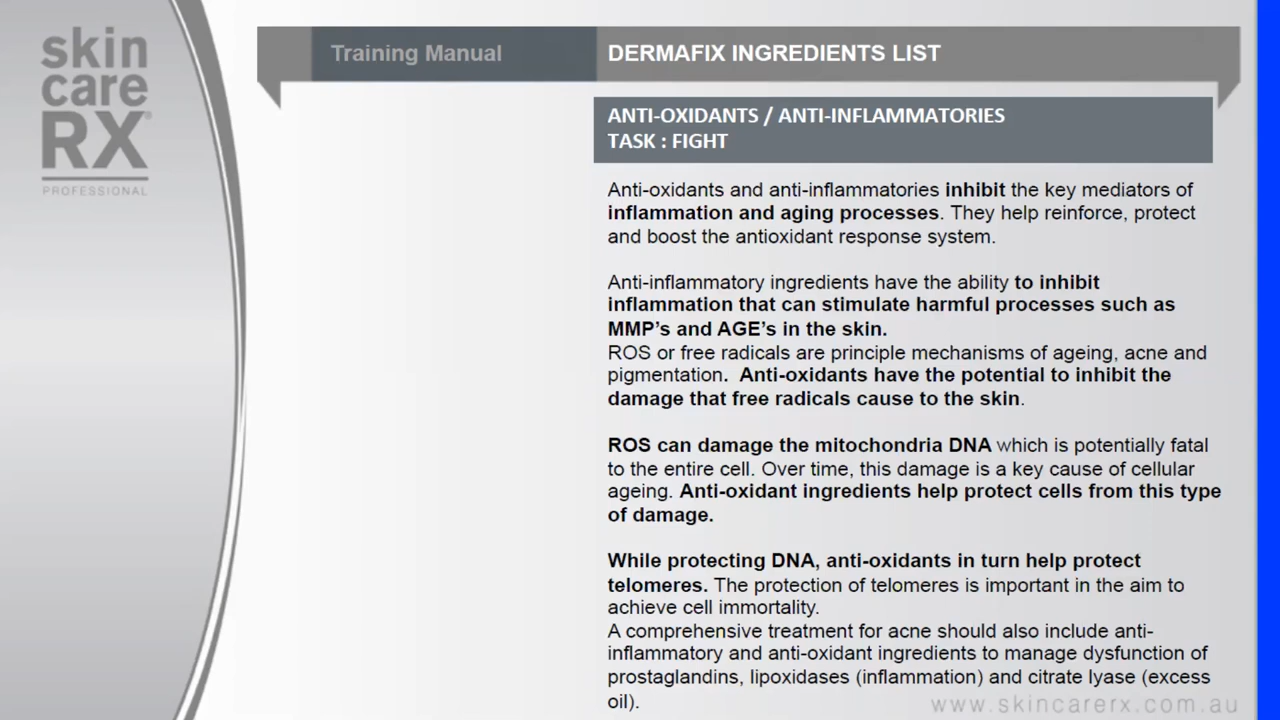 skin
care
RX®
PROFESSIONAL
Training Manual
DERMAFIX INGREDIENTS LIST
ANTI-OXIDANTS / ANTI-INFLAMMATORIES
TASK : FIGHT
Anti-oxidants and anti-inflammatories inhibit the key mediators of
inflammation and aging processes. They help reinforce, protect
and boost the antioxidant response system.
Anti-inflammatory ingredients have the ability to inhibit
inflammation that can stimulate harmful processes such as
MMP's and AGE's in the skin.
ROS or free radicals are principle mechanisms of ageing, acne and
pigmentation. Anti-oxidants have the potential to inhibit the
damage that free radicals cause to the skin.
ROS can damage the mitochondria DNA which is potentially fatal
to the entire cell. Over time, this damage is a key cause of cellular
ageing. Anti-oxidant ingredients help protect cells from this type
of damage.
While protecting DNA, anti-oxidants in turn help protect
telomeres. The protection of telomeres is important in the aim to
achieve cell immortality.
A comprehensive treatment for acne should also include anti-
inflammatory and anti-oxidant ingredients to manage dysfunction of
prostaglandins, lipoxidases (inflammation) and citrate lyase (excess
oil).
www.skincarerx.com.au